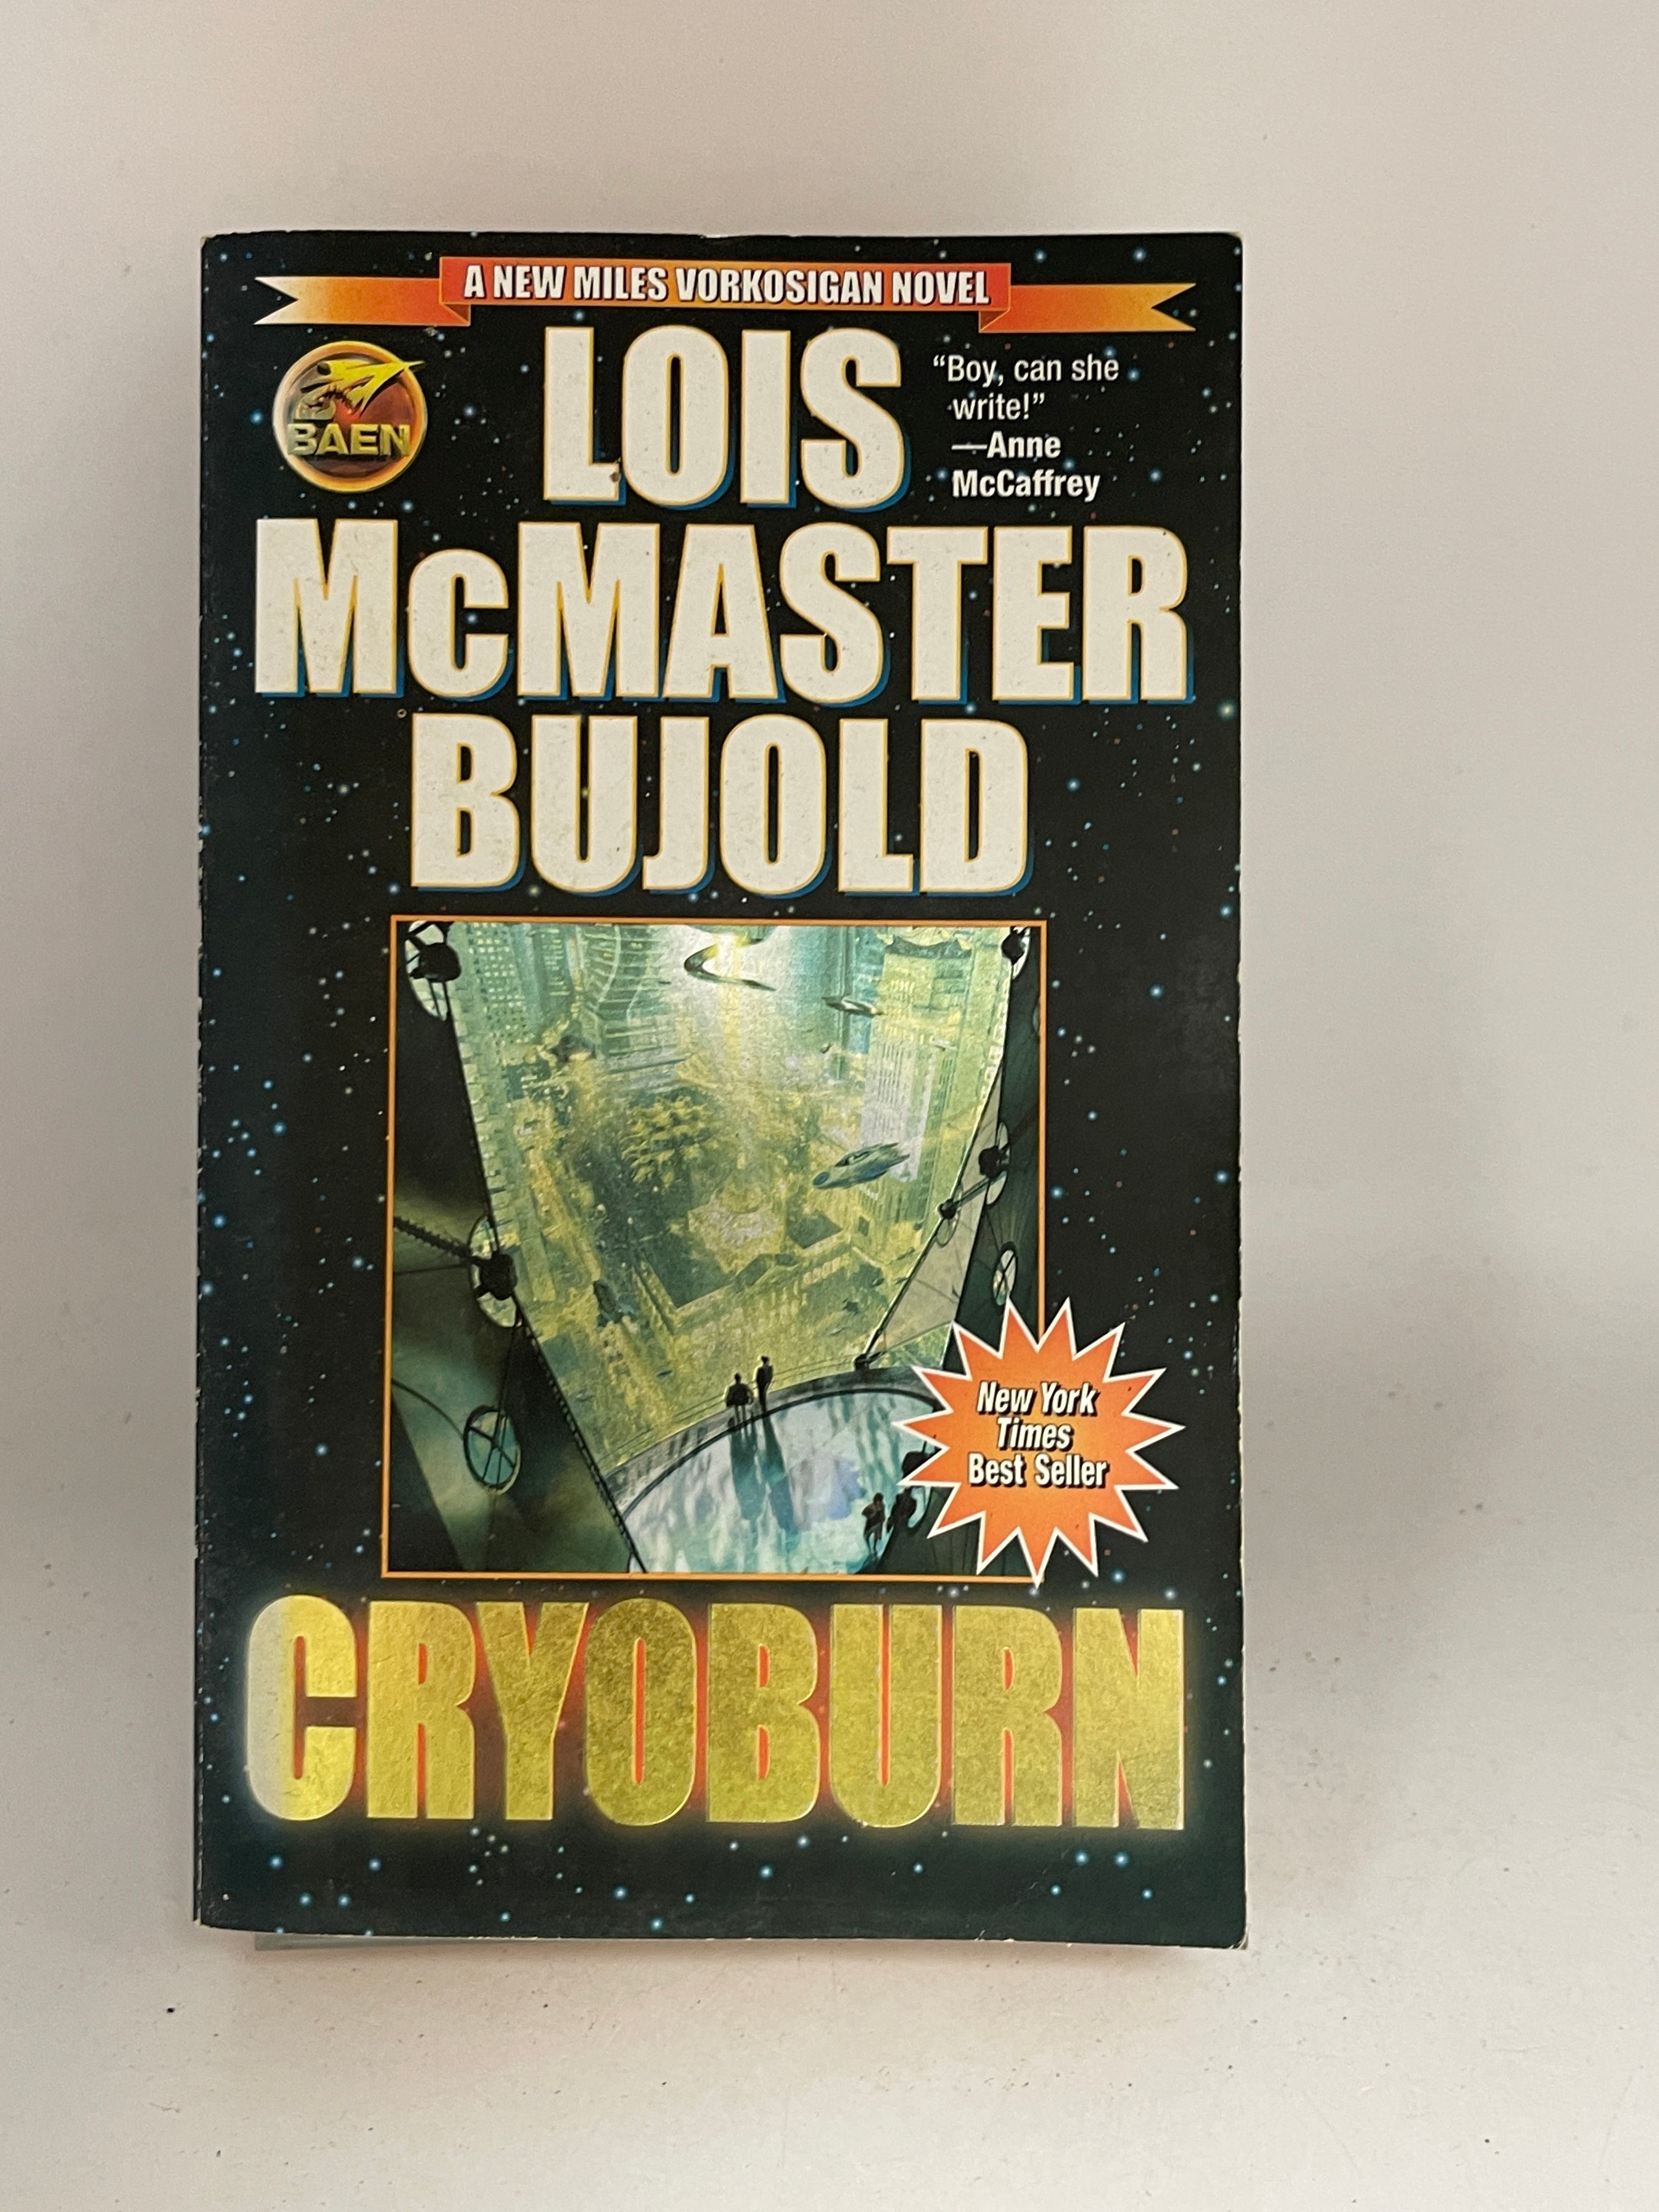 A NEW MILES VORKOSIGAN NOVEL
BAEN
LOIS
"Boy, can she
write!"
—Anne
McCaffrey
McMASTER
BUJOLD
New York
Times
Best Seller
CRYOBURN